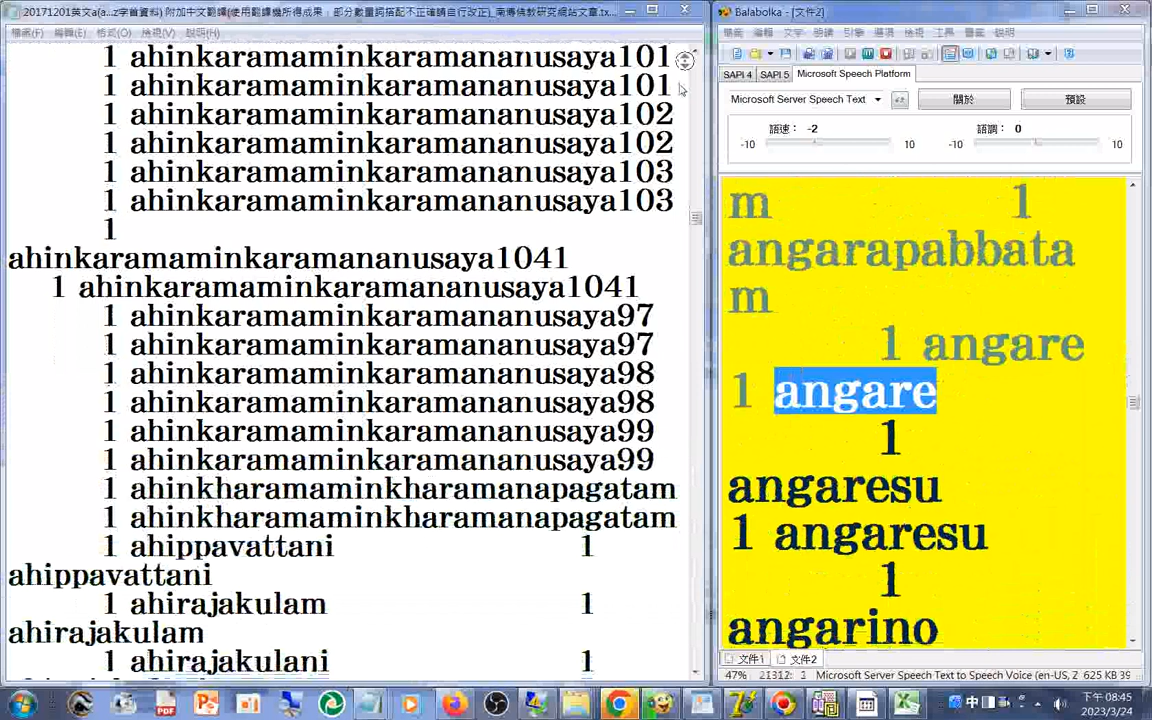 20171201英文a(a...z字首資料) 附加中文翻譯(使用翻譯機所得成果，部分數量詞搭配不正確請自行改正)_南傳佛教研究網站文章.tx...
檔案(F) 編輯(E) 格式(O) 檢視(V) 說明(H)
1 ahinkaramaminkaramananusaya101
1 ahinkaramaminkaramananusaya101
1 ahinkaramaminkaramananusaya102
1 ahinkaramaminkaramananusaya102
1 ahinkaramaminkaramananusaya103
1 ahinkaramaminkaramananusaya103
1
ahinkaramaminkaramananusaya1041
1 ahinkaramaminkaramananusaya1041
1 ahinkaramaminkaramananusaya97
1 ahinkaramaminkaramananusaya97
1 ahinkaramaminkaramananusaya98
1 ahinkaramaminkaramananusaya98
1 ahinkaramaminkaramananusaya99
1 ahinkaramaminkaramananusaya99
1 ahinkharamaminkharamanapagatam
1 ahinkharamaminkharamanapagatam
1 ahippavattani 1
ahippavattani
1 ahirajakulam 1
ahirajakulam
1 ahirajakulani 1
Balabolka - [文件2]
檔案 編輯 文字 朗讀 引擎 選項 檢視 工具 書籤 說明
SAPI 4 SAPI 5 Microsoft Speech Platform
Microsoft Server Speech Text 關於 預設
語速： -2 語調： 0
-10 10 -10 10
m 1
angarapabbata
m
1 angare
1 angare
1
angaresu
1 angaresu
1
angarino
文件1 文件2
47% 21312: 1 Microsoft Server Speech Text to Speech Voice (en-US, Z 625 KB 39
中
下午 08:45
2023/3/24